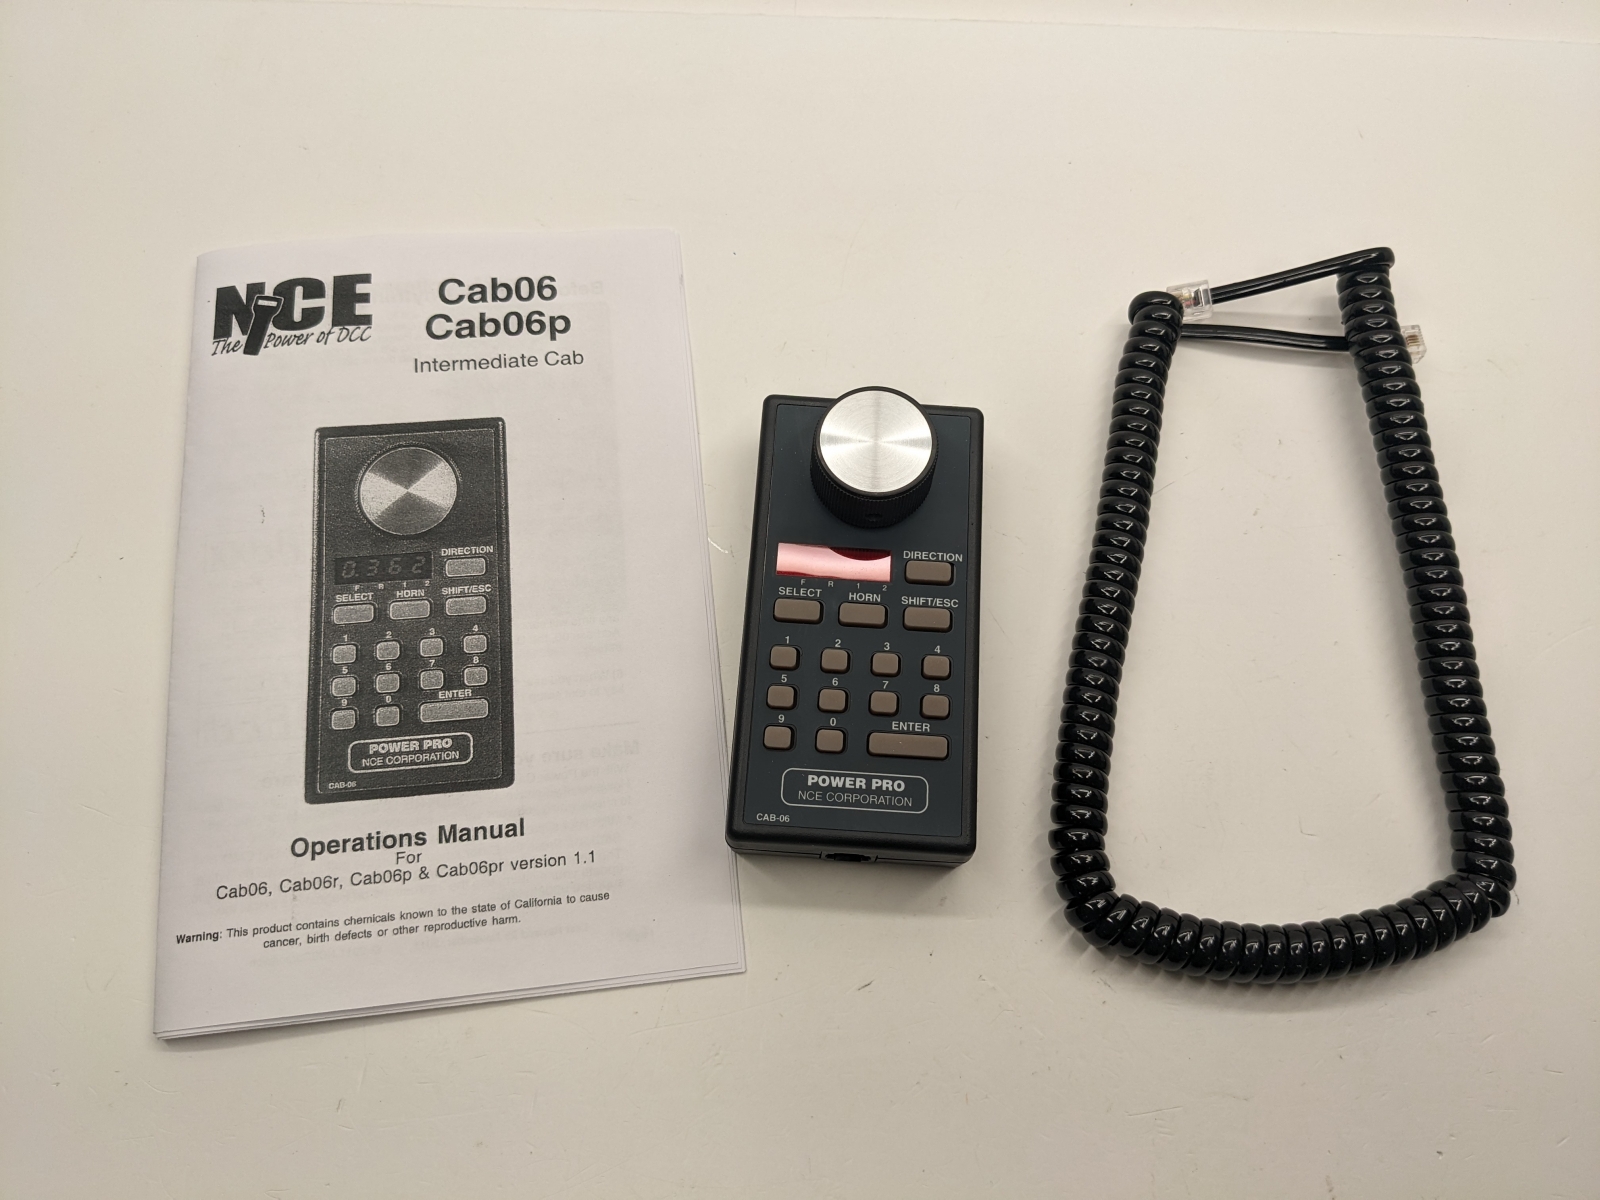 NCE
The Power of DCC
Cab06
Cab06p
Intermediate Cab
0.362
DIRECTION
F R 1 2
SELECT HORN SHIFT/ESC
1 2 3 4
5 6 7 8
9 0 ENTER
POWER PRO
NCE CORPORATION
CAB-06
Operations Manual
For
Cab06, Cab06r, Cab06p & Cab06pr version 1.1
Warning: This product contains chemicals known to the state of California to cause
cancer, birth defects or other reproductive harm.
DIRECTION
F R 1 2
SELECT HORN SHIFT/ESC
1 2 3 4
5 6 7 8
9 0 ENTER
POWER PRO
NCE CORPORATION
CAB-06